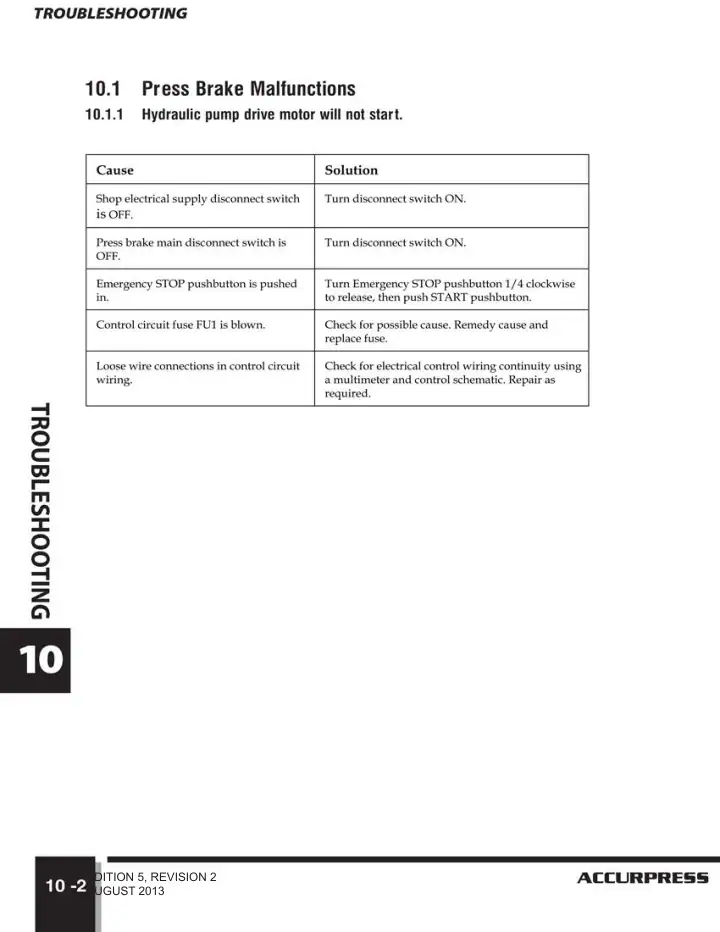 TROUBLESHOOTING
10.1 Press Brake Malfunctions
10.1.1 Hydraulic pump drive motor will not start.
Cause Solution
Shop electrical supply disconnect switch
is OFF.
Turn disconnect switch ON.
Press brake main disconnect switch is
OFF.
Turn disconnect switch ON.
Emergency STOP pushbutton is pushed
in.
Turn Emergency STOP pushbutton 1/4 clockwise
to release, then push START pushbutton.
Control circuit fuse FU1 is blown.
Check for possible cause. Remedy cause and
replace fuse.
Loose wire connections in control circuit
wiring.
Check for electrical control wiring continuity using
a multimeter and control schematic. Repair as
required.
TROUBLESHOOTING
10
10 -2
DITION 5, REVISION 2
UGUST 2013
ACCURPRESS